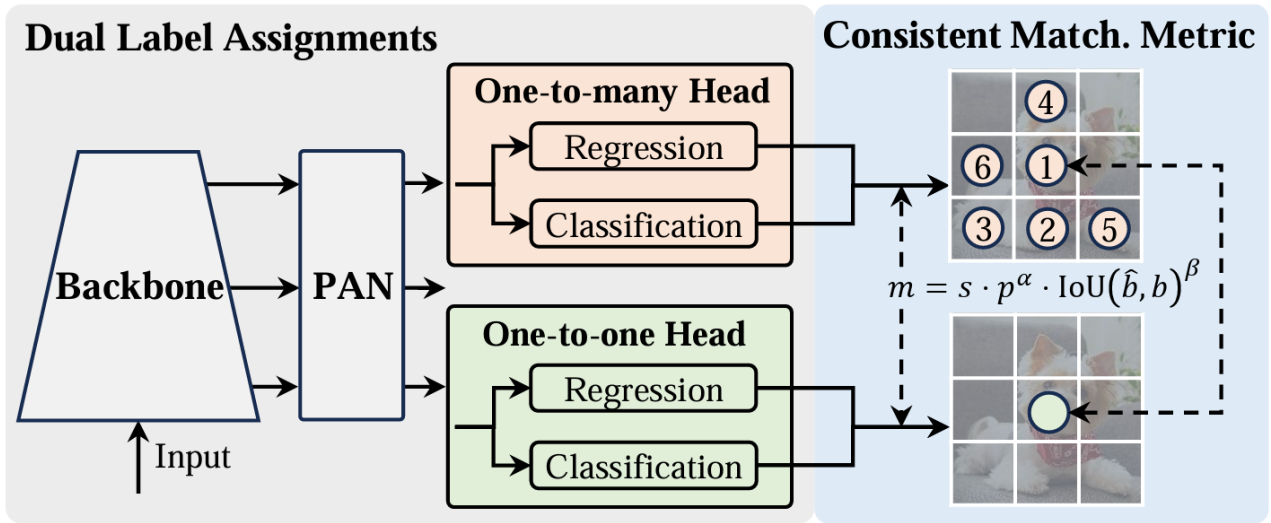 Dual Label Assignments
Consistent Match. Metric
One-to-many Head
Regression
Classification
Backbone
PAN
One-to-one Head
Regression
Classification
Input
4
6 1
3 2 5
m = s · p^α · IoU(b̂, b)^β